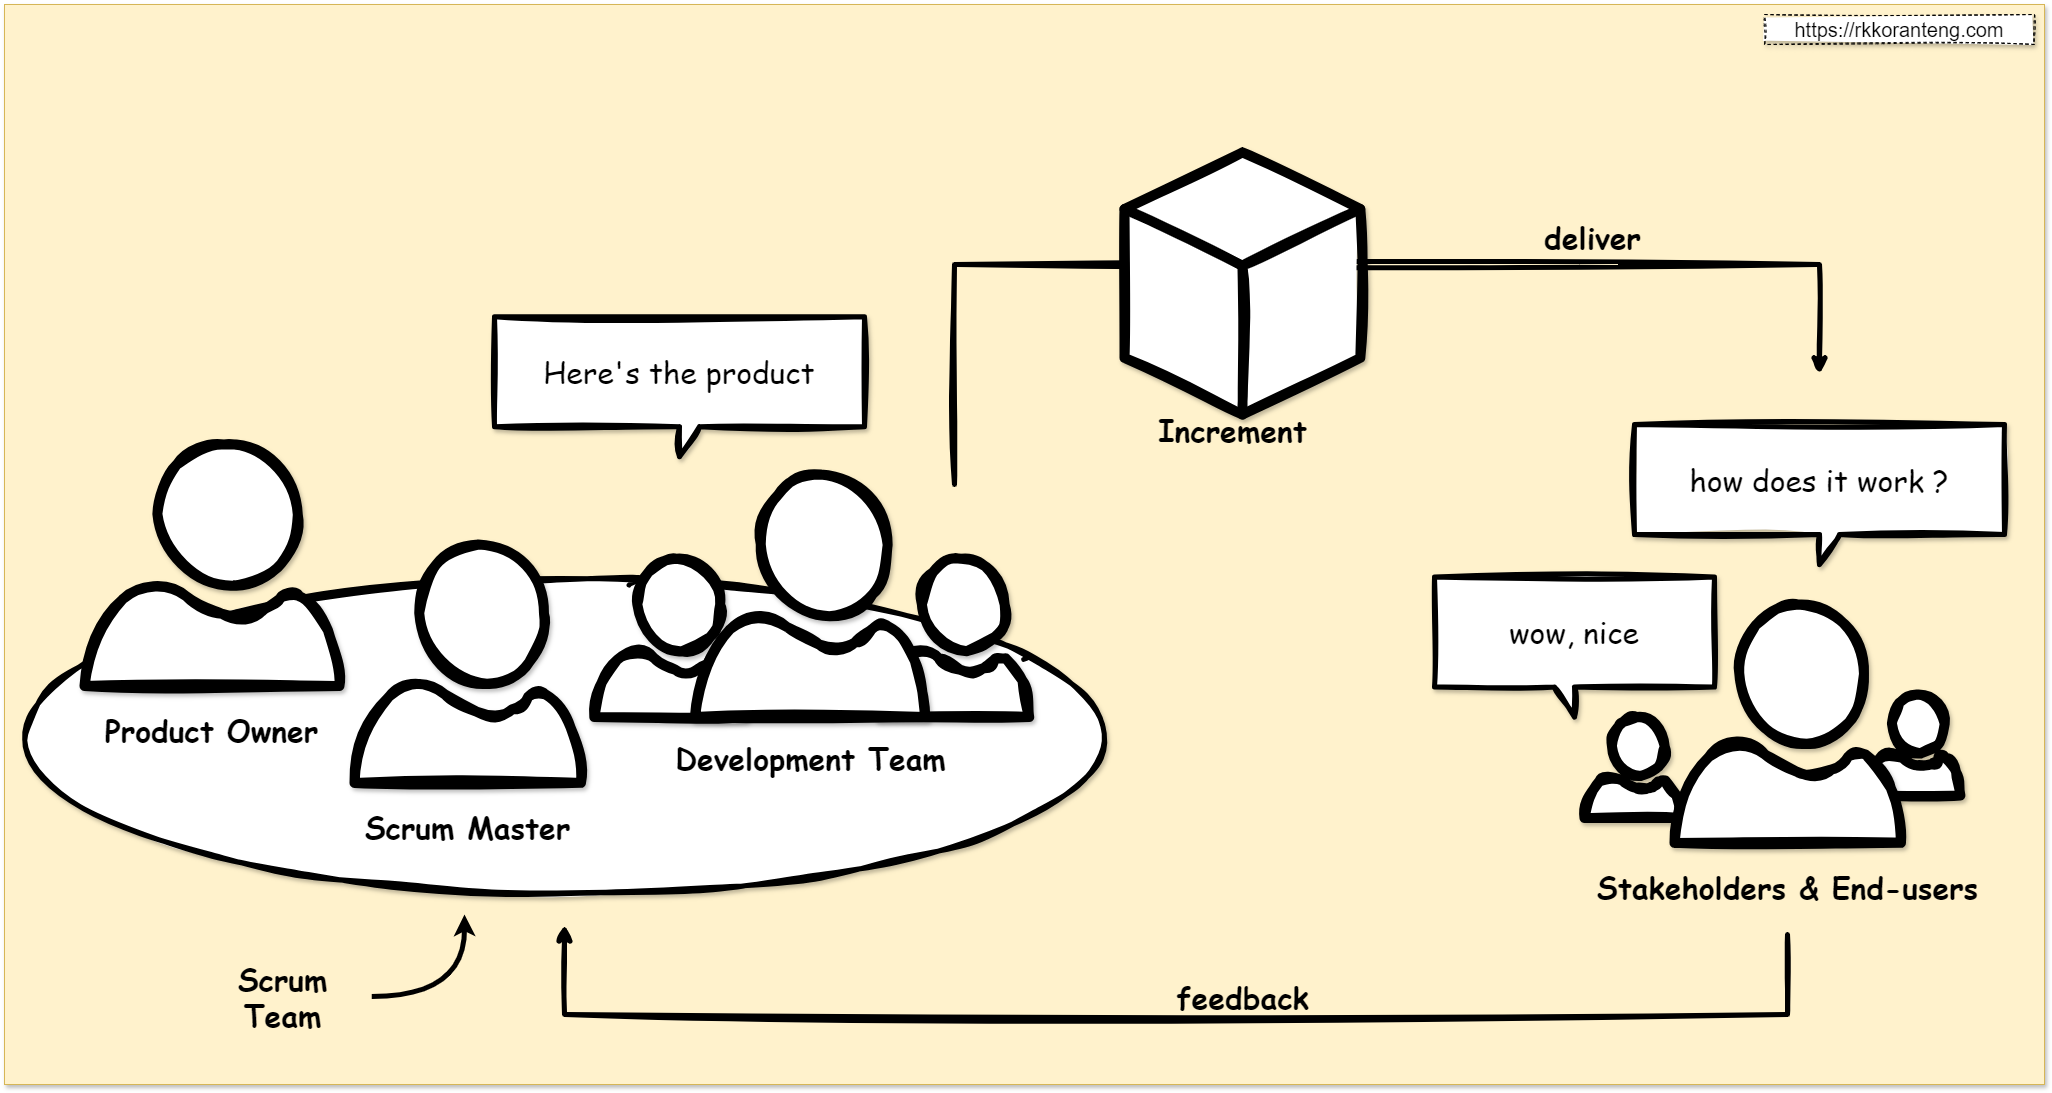 https://rkkoranteng.com
deliver
Here's the product
Increment
how does it work ?
wow, nice
Product Owner
Development Team
Scrum Master
Stakeholders & End-users
Scrum
Team
feedback